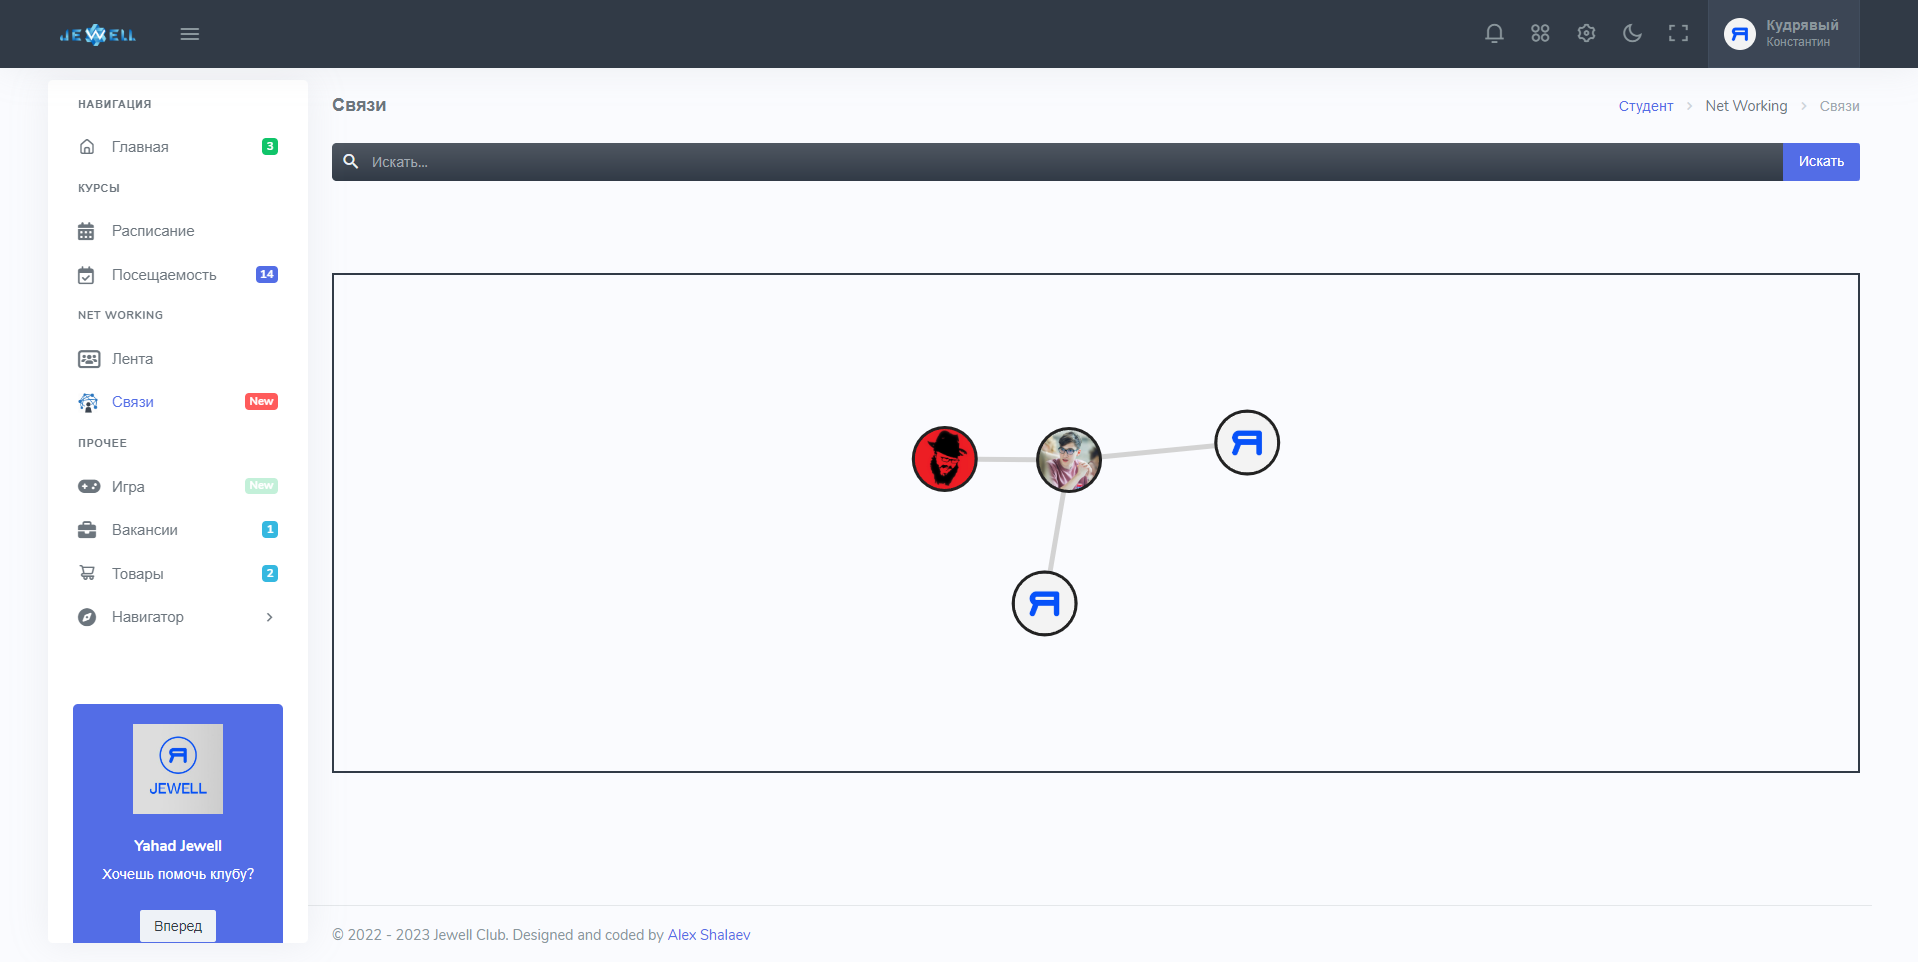 JEWELL
Кудрявый
Константин
НАВИГАЦИЯ
Главная 3
КУРСЫ
Расписание
Посещаемость 14
NET WORKING
Лента
Связи New
ПРОЧЕЕ
Игра New
Вакансии 1
Товары 2
Навигатор
JEWELL
Yahad Jewell
Хочешь помочь клубу?
Вперед
Связи
Студент > Net Working > Связи
Искать... Искать
© 2022 - 2023 Jewell Club. Designed and coded by Alex Shalaev